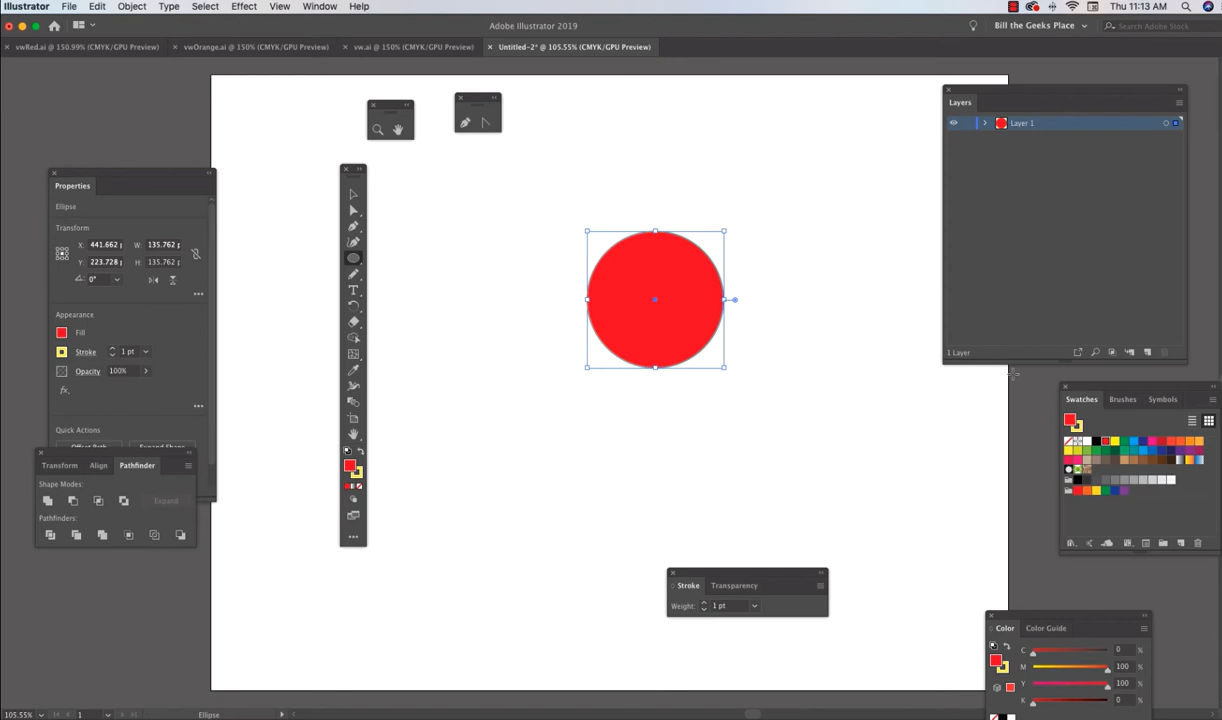 Illustrator File Edit Object Type Select Effect View Window Help
Thu 11:13 AM
Adobe Illustrator 2019
Bill the Geeks Place
Search Adobe Stock
vwRed.ai @ 150.99% (CMYK/GPU Preview)
vwOrange.ai @ 150% (CMYK/GPU Preview)
vw.ai @ 150% (CMYK/GPU Preview)
Untitled-2* @ 105.55% (CMYK/GPU Preview)
Layers
Layer 1
1 Layer
Properties
Ellipse
Transform
X: 441.662 p W: 135.762 p
Y: 223.728 p H: 135.762 p
0°
Appearance
Fill
Stroke 1 pt
Opacity 100%
fx.
Quick Actions
Transform Align Pathfinder
Shape Modes:
Expand
Pathfinders:
Swatches Brushes Symbols
Stroke Transparency
Weight: 1 pt
Color Color Guide
C 0 %
M 100 %
Y 100 %
K 0 %
105.55% 1 Ellipse